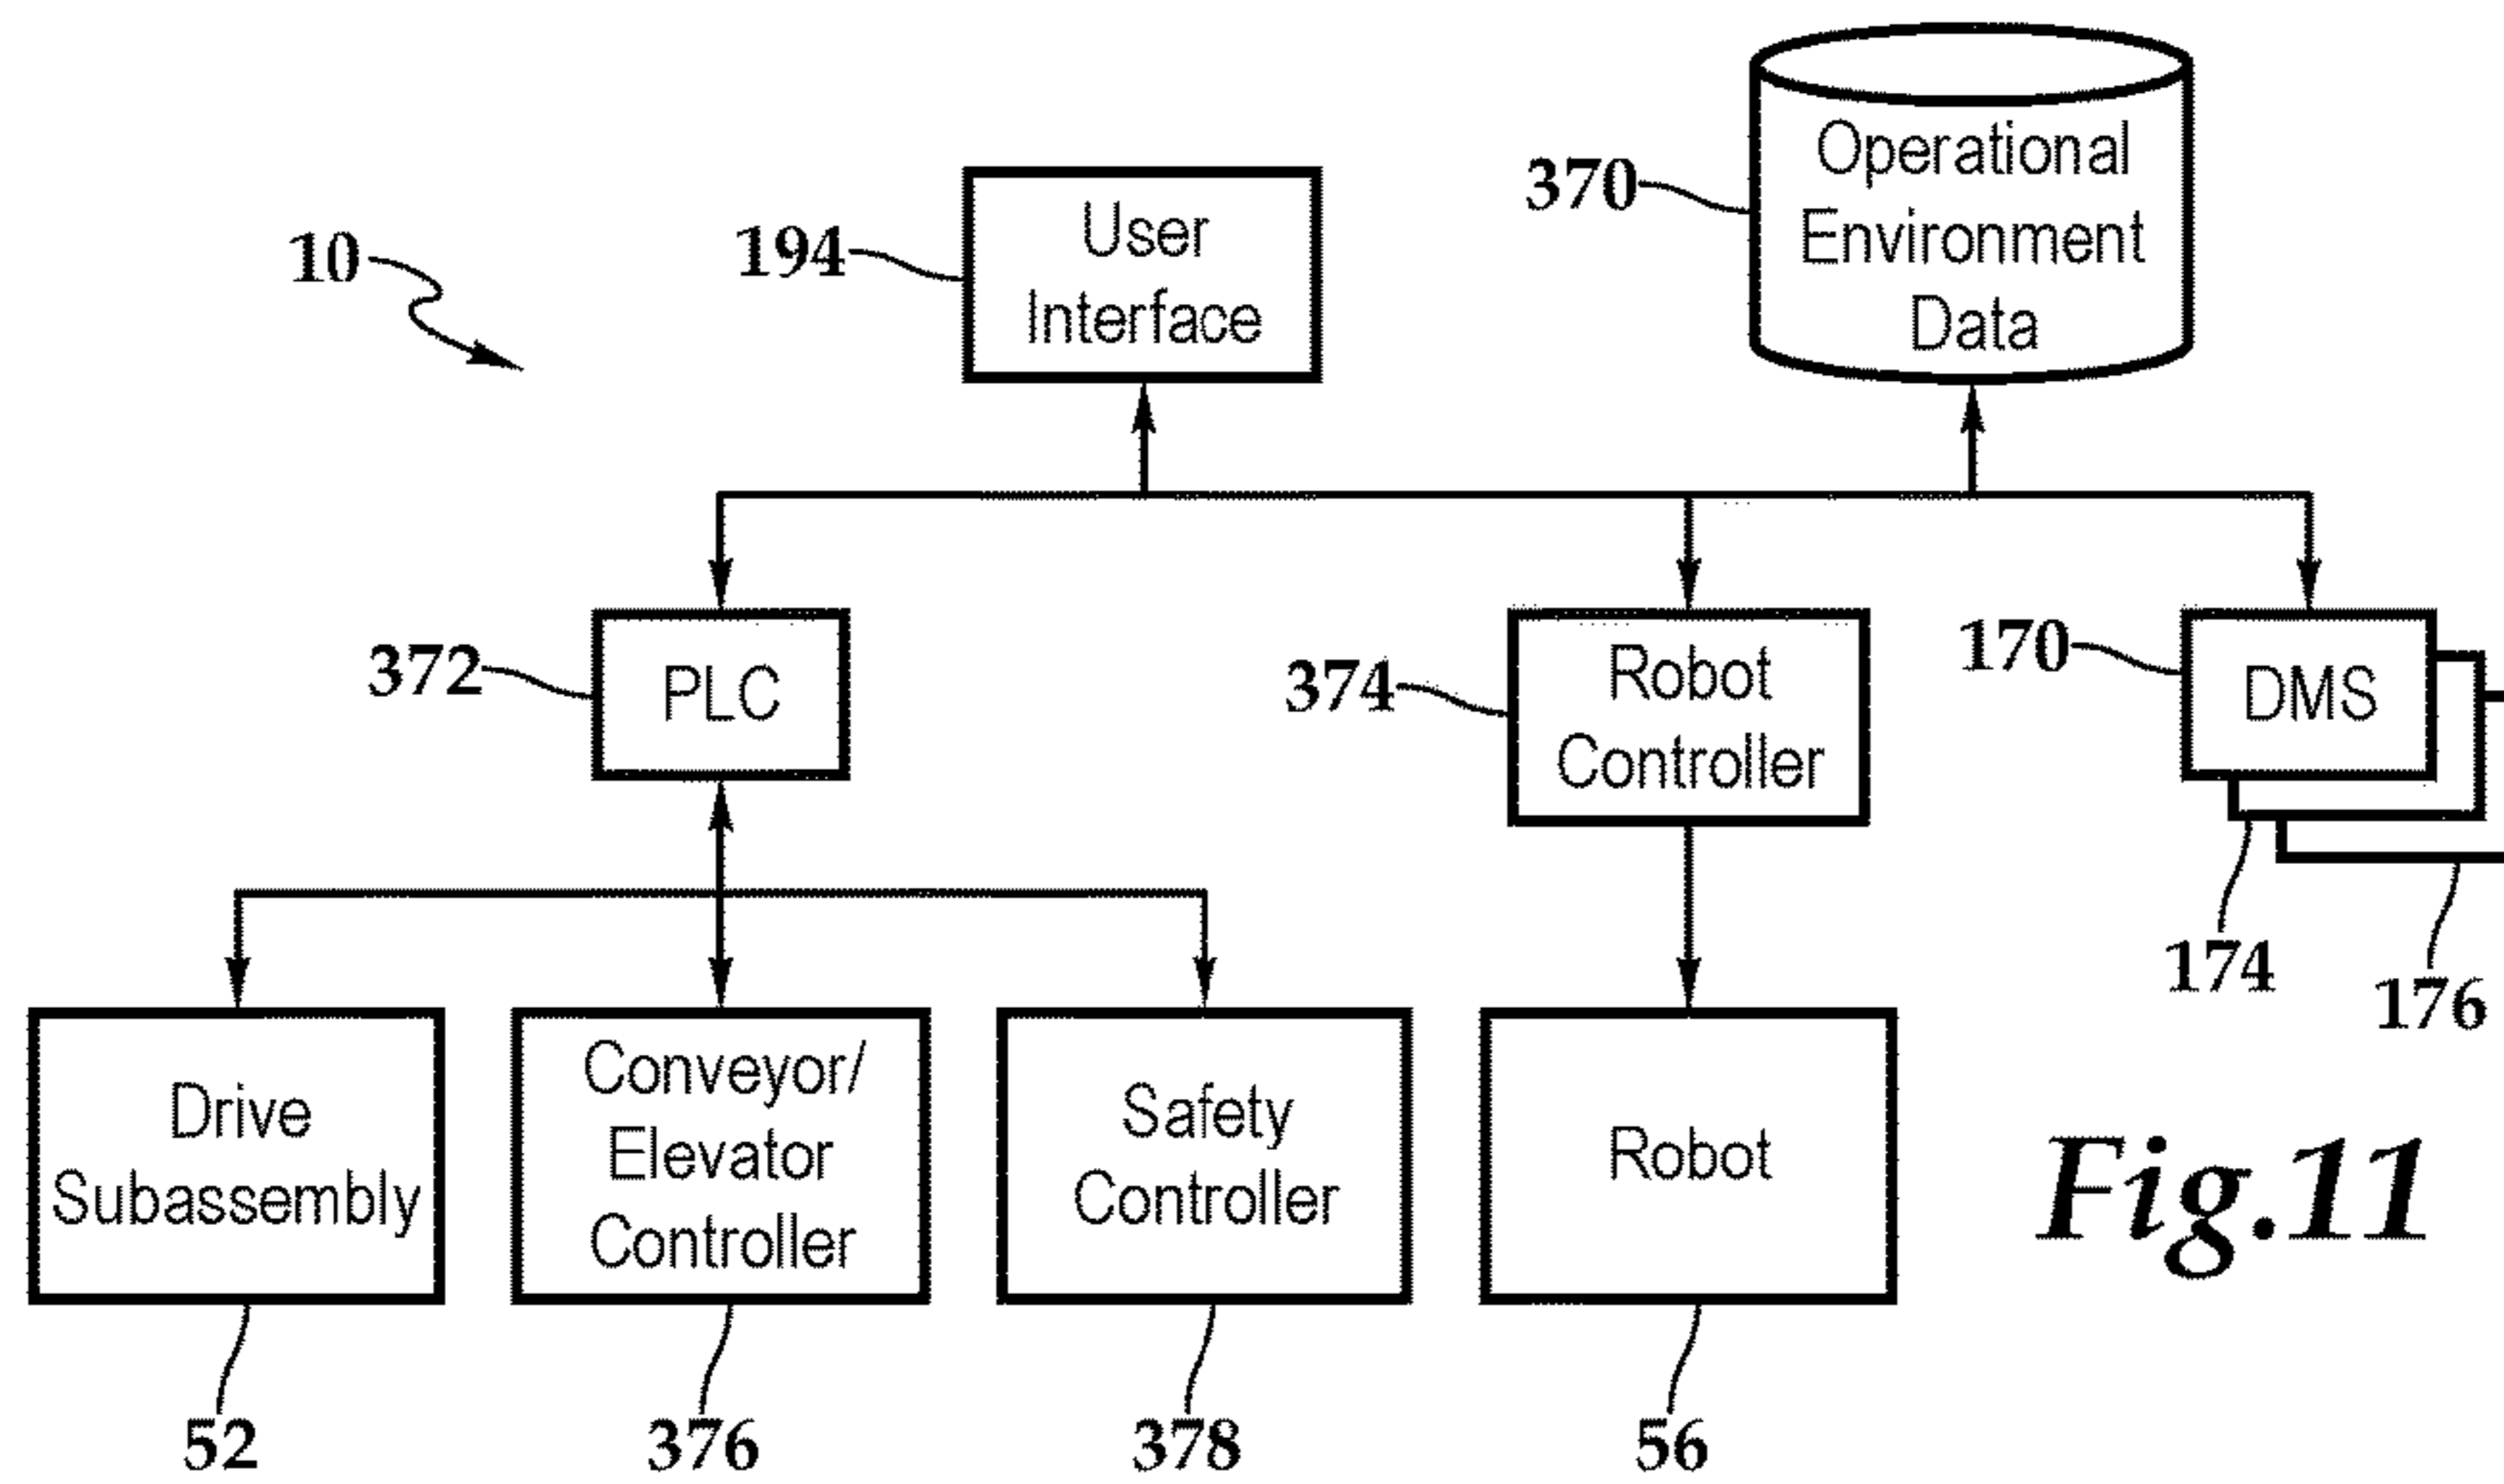 10
194
User
Interface
370
Operational
Environment
Data
372
PLC
374
Robot
Controller
170
DMS
174
176
Drive
Subassembly
Conveyor/
Elevator
Controller
Safety
Controller
Robot
Fig.11
52
376
378
56